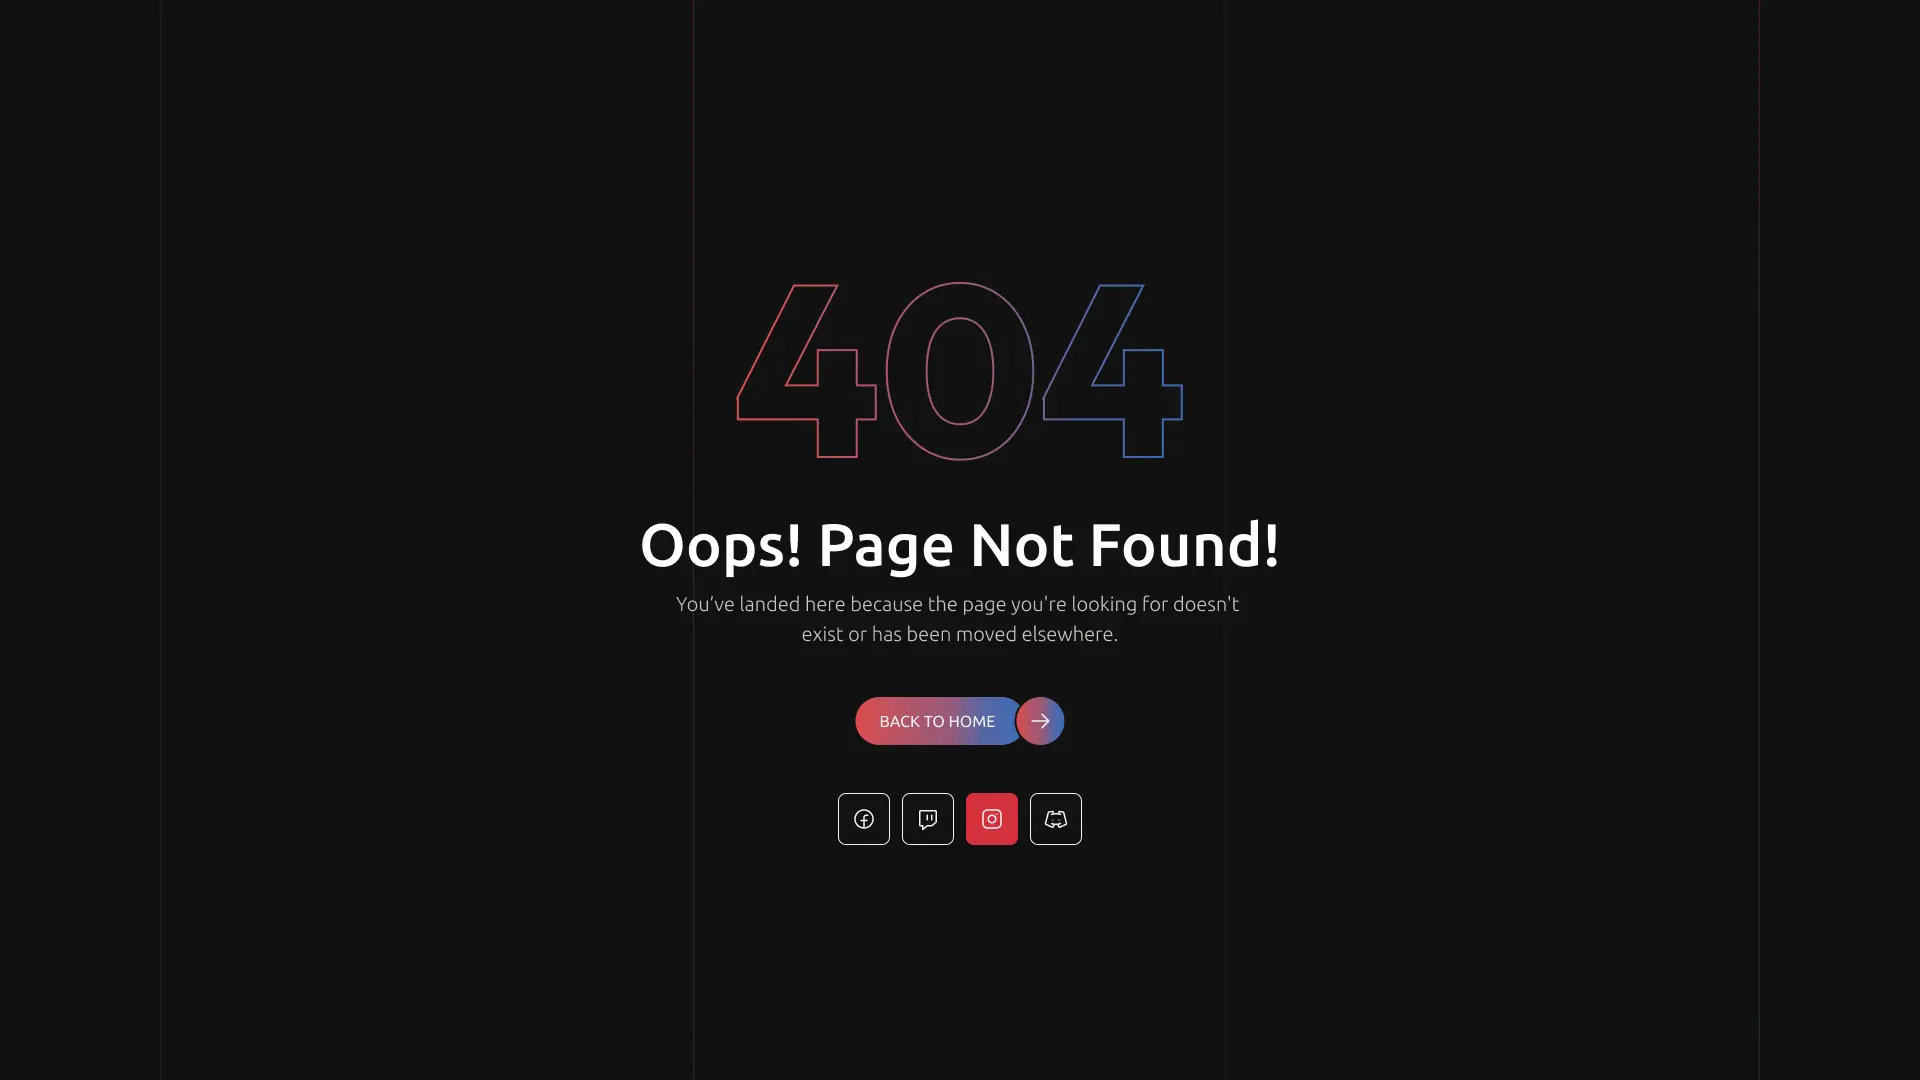 404
Oops! Page Not Found!
You’ve landed here because the page you're looking for doesn't
exist or has been moved elsewhere.
BACK TO HOME